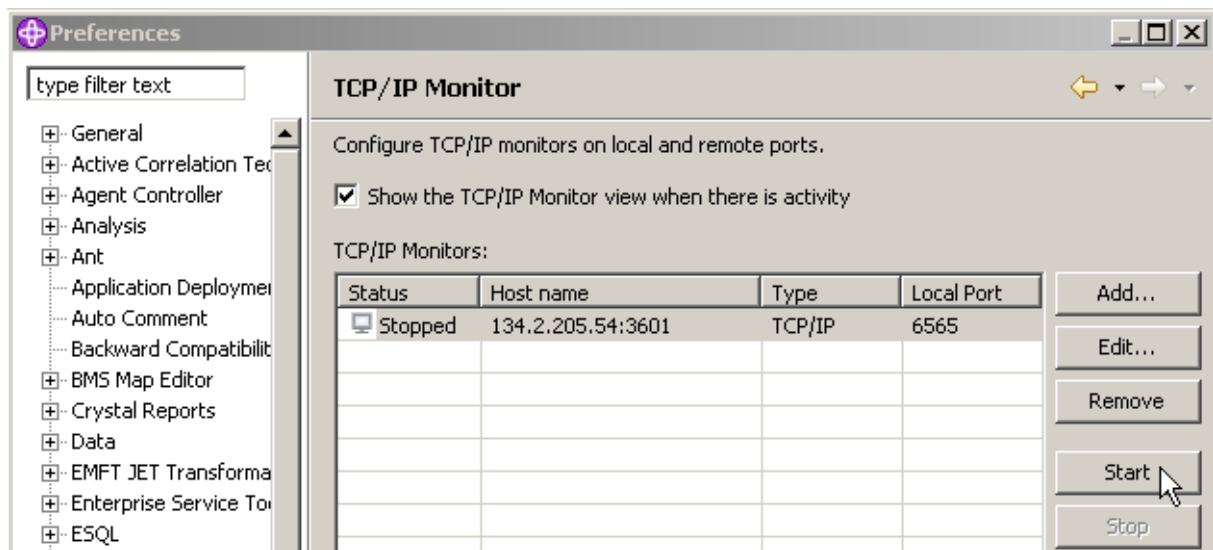 Preferences
type filter text
General
Active Correlation Tec
Agent Controller
Analysis
Ant
Application Deploymen
Auto Comment
Backward Compatibilit
BMS Map Editor
Crystal Reports
Data
EMFT JET Transforma
Enterprise Service Too
ESQL
TCP/IP Monitor
Configure TCP/IP monitors on local and remote ports.
Show the TCP/IP Monitor view when there is activity
TCP/IP Monitors:
Status Host name Type Local Port
Stopped 134.2.205.54:3601 TCP/IP 6565
Add...
Edit...
Remove
Start
Stop